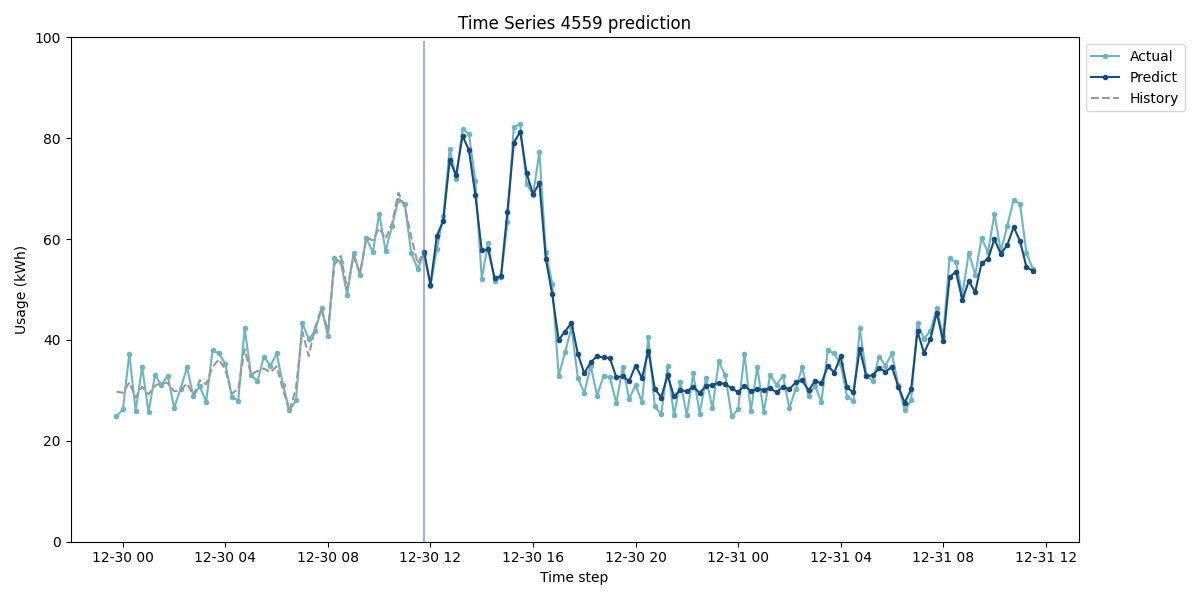 Time Series 4559 prediction
100
80
60
40
20
0
Usage (kWh)
12-30 00
12-30 04
12-30 08
12-30 12
12-30 16
12-30 20
12-31 00
12-31 04
12-31 08
12-31 12
Time step
Actual
Predict
History